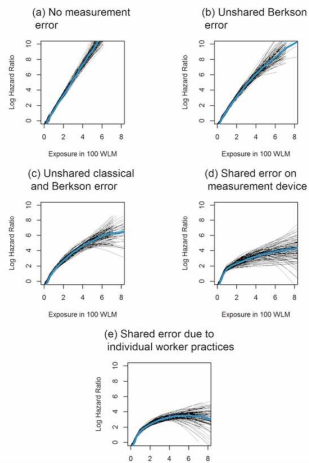 (a) No measurement
error
10
8
6
4
2
0
Log Hazard Ratio
0 2 4 6 8
Exposure in 100 WLM
(b) Unshared Berkson
error
10
8
6
4
2
0
Log Hazard Ratio
0 2 4 6 8
Exposure in 100 WLM
(c) Unshared classical
and Berkson error
10
8
6
4
2
0
Log Hazard Ratio
0 2 4 6 8
Exposure in 100 WLM
(d) Shared error on
measurement device
10
8
6
4
2
0
Log Hazard Ratio
0 2 4 6 8
Exposure in 100 WLM
(e) Shared error due to
individual worker practices
10
8
6
4
2
0
Log Hazard Ratio
0 2 4 6 8